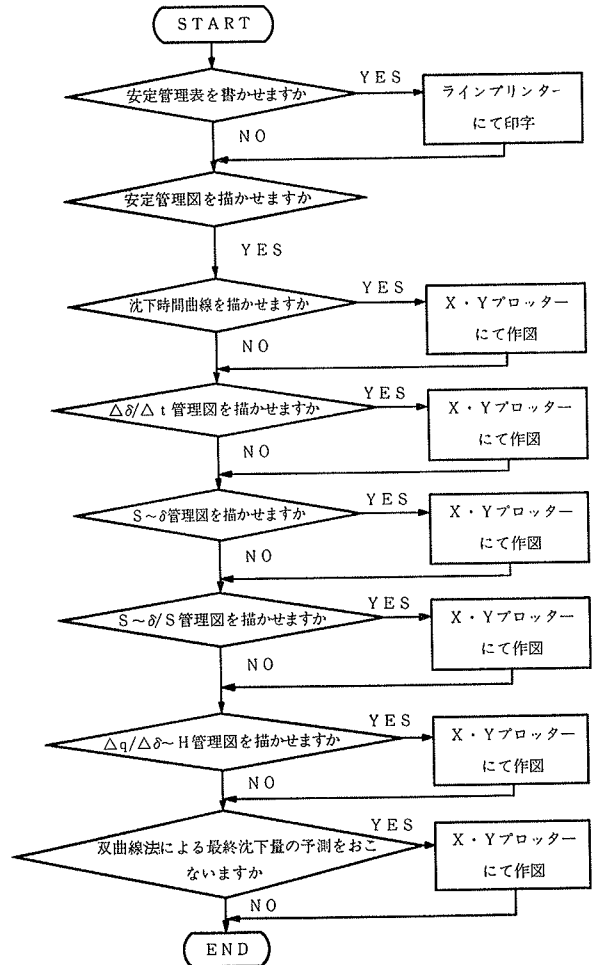 START
安定管理表を書かせますか
YES
ラインプリンター
にて印字
NO
安定管理図を描かせますか
YES
沈下時間曲線を描かせますか
YES
X・Yプロッター
にて作図
NO
△δ/△t管理図を描かせますか
YES
X・Yプロッター
にて作図
NO
S~δ管理図を描かせますか
YES
X・Yプロッター
にて作図
NO
S~δ/S管理図を描かせますか
YES
X・Yプロッター
にて作図
NO
△q/△δ~H管理図を描かせますか
YES
X・Yプロッター
にて作図
NO
双曲線法による最終沈下量の予測をおこ
ないますか
YES
X・Yプロッター
にて作図
NO
END